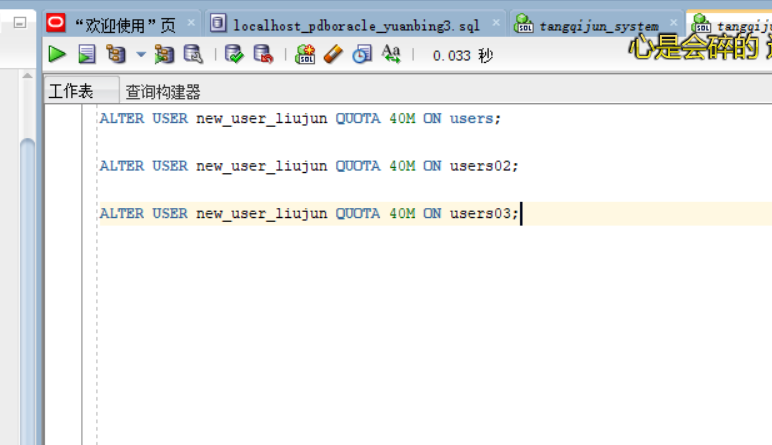 “欢迎使用”页
localhost_pdboracle_yuanbing3.sql
tangqijun_system
tangqiju
心是会碎的
0.033 秒
工作表
查询构建器
ALTER USER new_user_liujun QUOTA 40M ON users;
ALTER USER new_user_liujun QUOTA 40M ON users02;
ALTER USER new_user_liujun QUOTA 40M ON users03;